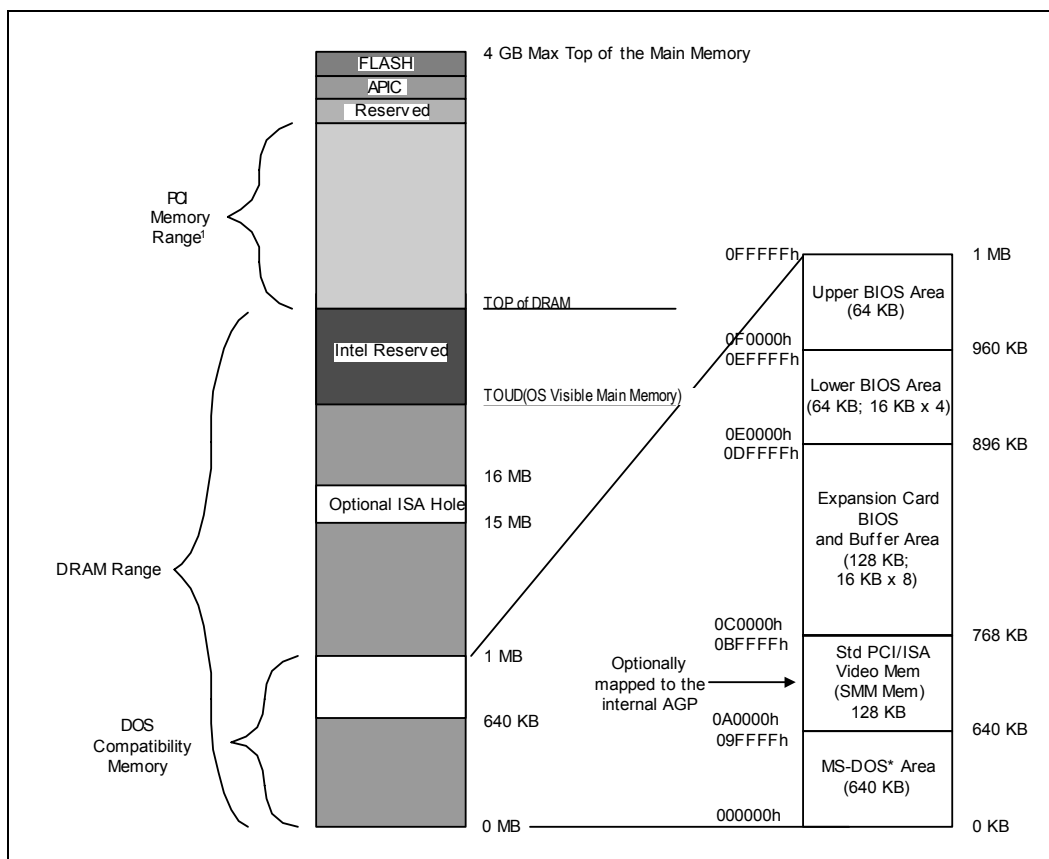 4 GB Max Top of the Main Memory
FLASH
APIC
Reserved
PCI
Memory
Range1
TOP of DRAM
Intel Reserved
TOUD(OS Visible Main Memory)
16 MB
Optional ISA Hole
15 MB
DRAM Range
1 MB
640 KB
DOS
Compatibility
Memory
0 MB
0FFFFFh
1 MB
Upper BIOS Area
(64 KB)
0F0000h
0EFFFFh
960 KB
Lower BIOS Area
(64 KB; 16 KB x 4)
0E0000h
0DFFFFh
896 KB
Expansion Card
BIOS
and Buffer Area
(128 KB;
16 KB x 8)
0C0000h
0BFFFFh
768 KB
Std PCI/ISA
Video Mem
(SMM Mem)
128 KB
Optionally
mapped to the
internal AGP
0A0000h
09FFFFh
640 KB
MS-DOS* Area
(640 KB)
000000h
0 KB